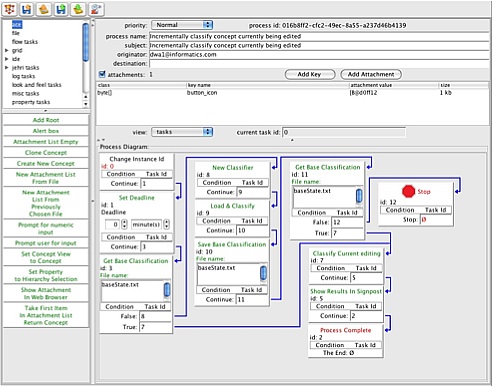 priority: Normal process id: 016b8ff2-cfc2-49ec-8a55-a237d46b4139
process name: Incrementally classify concept currently being edited
subject: Incrementally classify concept currently being edited
originator: dwa1@informatics.com
destination:
attachments: 1 Add Key Add Attachment
class key name attachment value size
byte[] button_icon [B@d0ff12 1 kb
view: tasks current task id: 0
Process Diagram:
ace
file
flow tasks
grid
ide
jehri tasks
log tasks
look and feel tasks
misc tasks
property tasks
Add Root
Alert box
Attachment List Empty
Clone Concept
Create New Concept
New Attachment List
From File
New Attachment
List From
Previously
Chosen File
Prompt for numeric
input
Prompt user for input
Set Concept View
to Concept
Set Property
to Hierarchy Selection
Show Attachment
In Web Browser
Take First Item
In Attachment List
Return Concept
Change Instance Id
id: 0
Condition Task Id
Continue: 1
Set Deadline
id: 1
Deadline
0 minute(s)
Condition Task Id
Continue: 3
Get Base Classification
id: 3
File name:
baseState.txt
Condition Task Id
False: 8
True: 7
New Classifier
id: 8
Condition Task Id
Continue: 9
Load & Classify
id: 9
Condition Task Id
Continue: 10
Save Base Classification
id: 10
File name:
baseState.txt
Condition Task Id
Continue: 11
Get Base Classification
id: 11
File name:
baseState.txt
Condition Task Id
False: 12
True: 7
Stop
id: 12
Condition Task Id
Stop: Ø
Classify Current editing
id: 7
Condition Task Id
Continue: 5
Show Results In Signpost
id: 5
Condition Task Id
Continue: 2
Process Complete
id: 2
Condition Task Id
The End: Ø